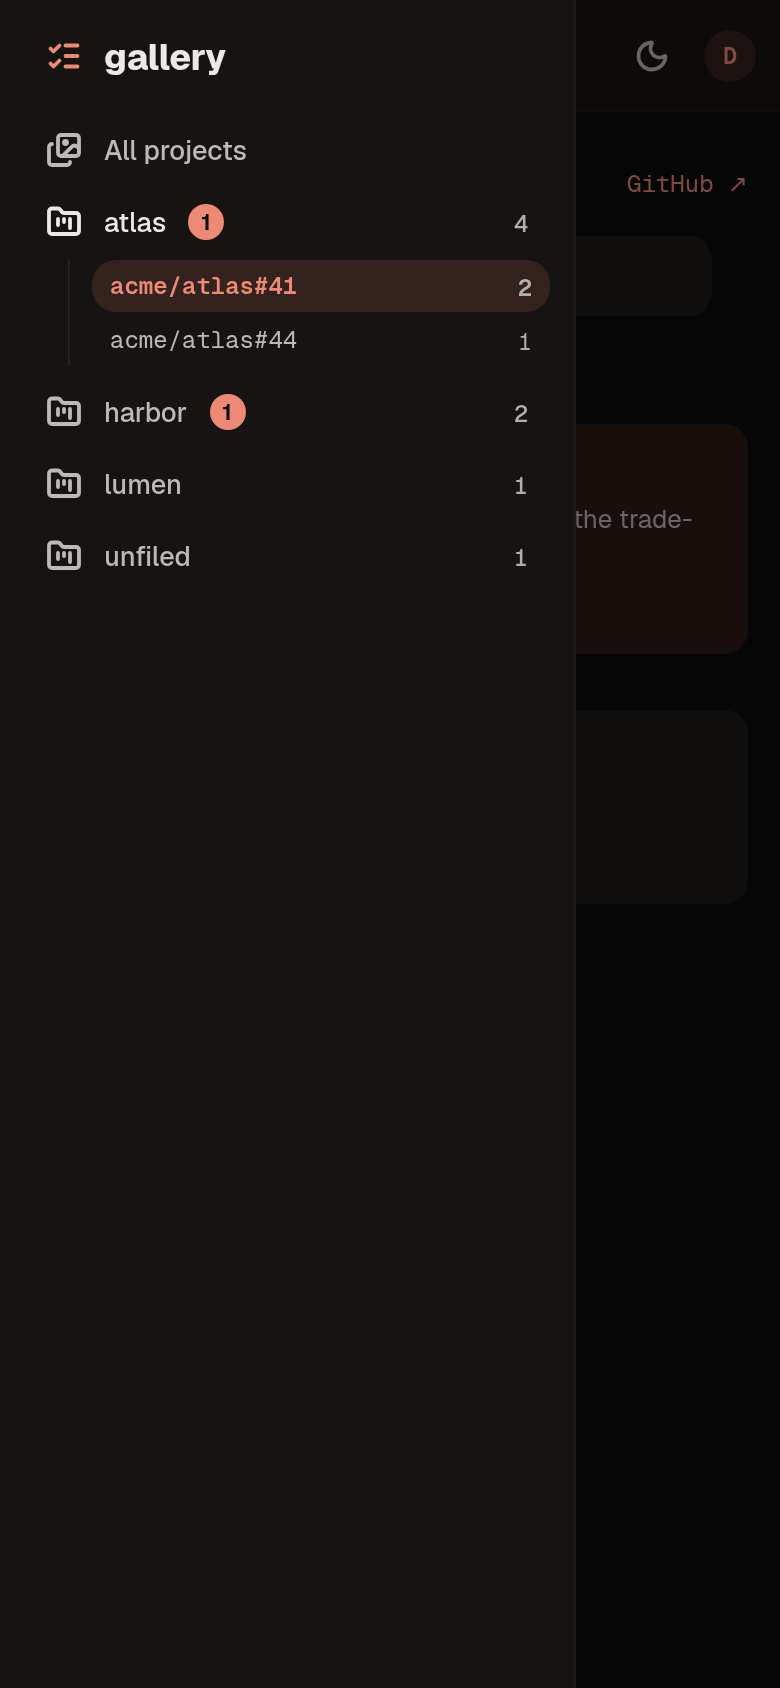 gallery
D
All projects
GitHub ↗
atlas 1 4
acme/atlas#41 2
acme/atlas#44 1
harbor 1 2
lumen 1
the trade-
unfiled 1